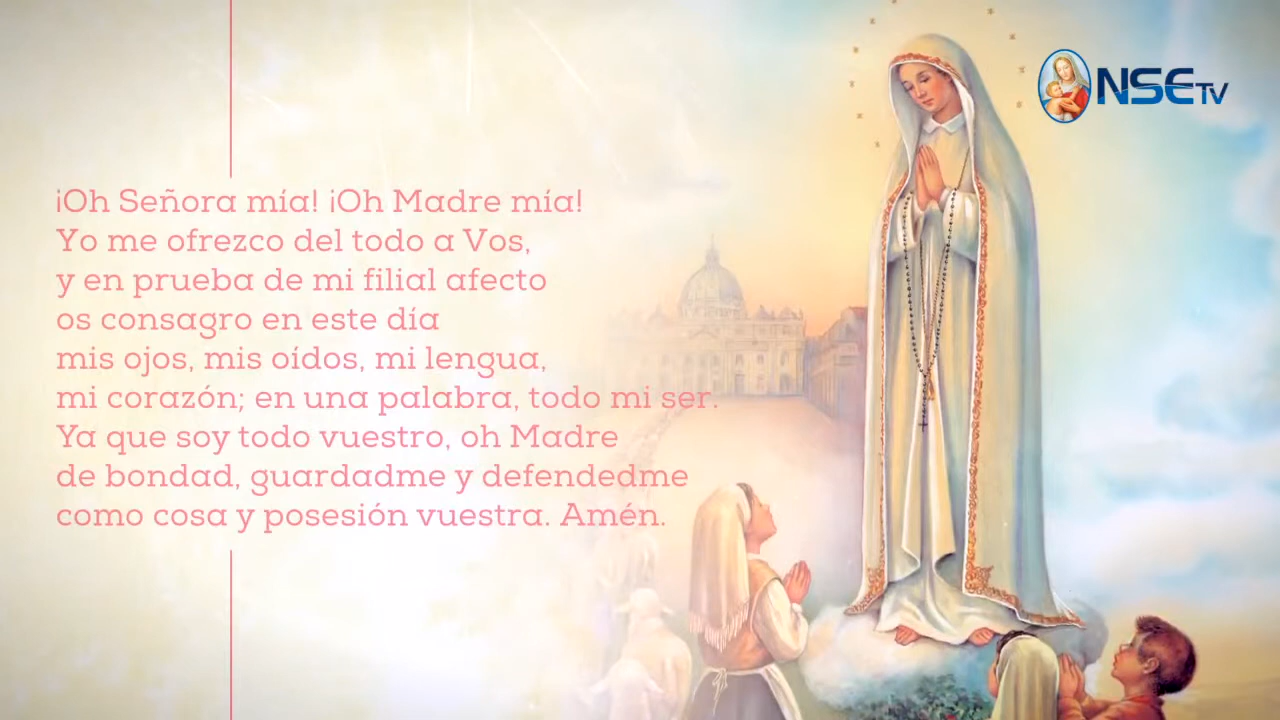 NSETV
¡Oh Señora mía! ¡Oh Madre mía!
Yo me ofrezco del todo a Vos,
y en prueba de mi filial afecto
os consagro en este día
mis ojos, mis oídos, mi lengua,
mi corazón; en una palabra, todo mi ser.
Ya que soy todo vuestro, oh Madre
de bondad, guardadme y defendedme
como cosa y posesión vuestra. Amén.